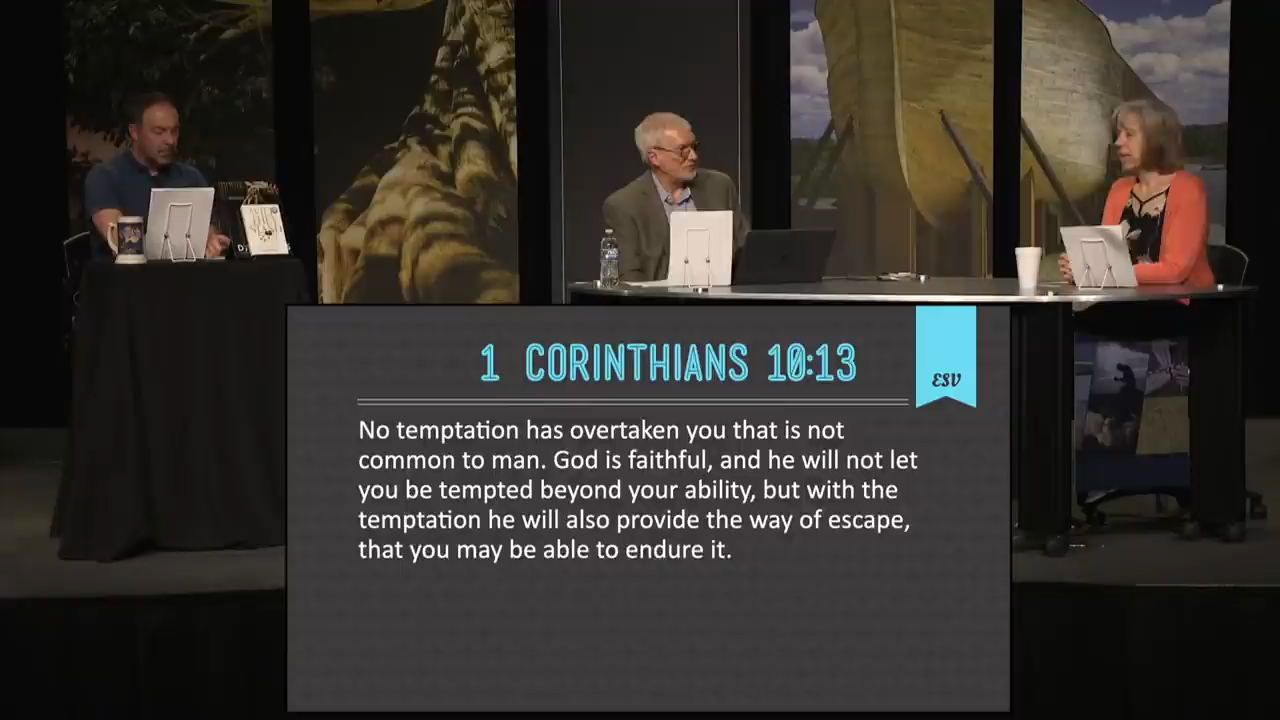 1 CORINTHIANS 10:13
ESV
No temptation has overtaken you that is not
common to man. God is faithful, and he will not let
you be tempted beyond your ability, but with the
temptation he will also provide the way of escape,
that you may be able to endure it.